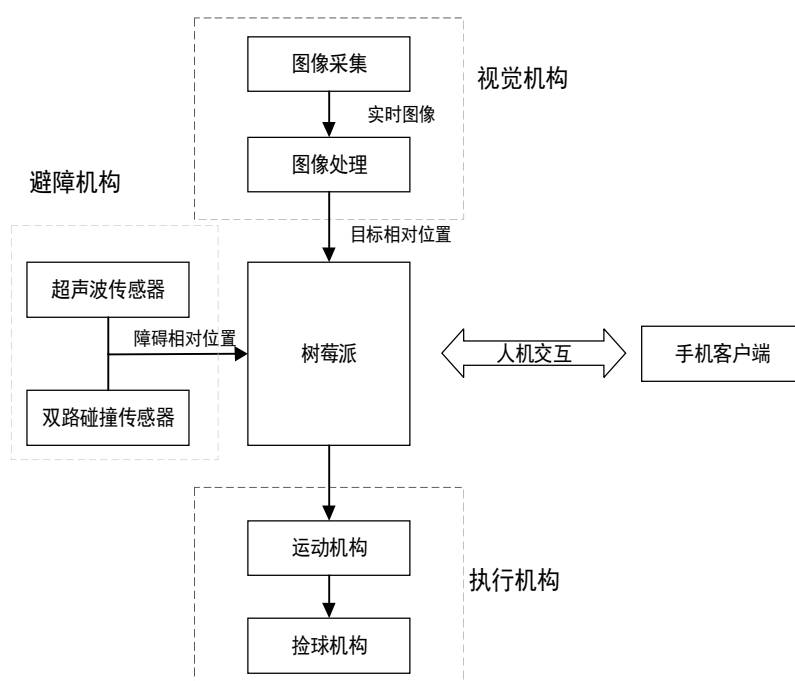 图像采集
视觉机构
实时图像
图像处理
避障机构
目标相对位置
超声波传感器
障碍相对位置
树莓派
人机交互
手机客户端
双路碰撞传感器
运动机构
执行机构
捡球机构